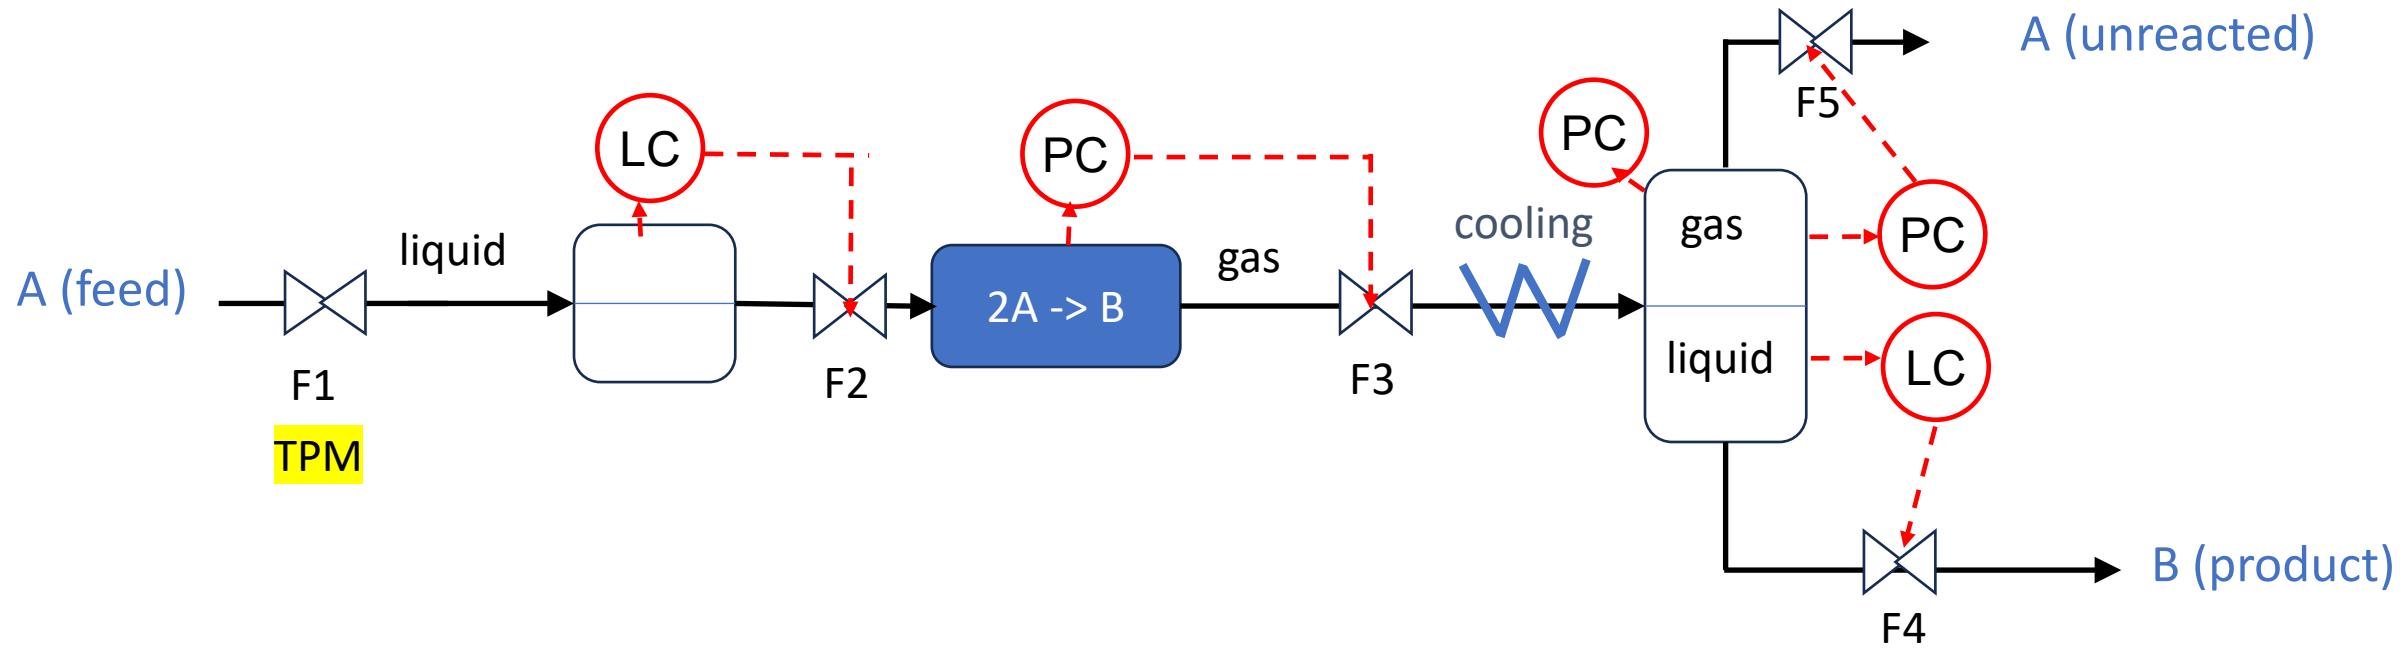 A (feed)
F1
TPM
liquid
LC
F2
PC
2A -> B
gas
F3
cooling
PC
gas
liquid
F5
A (unreacted)
PC
LC
F4
B (product)